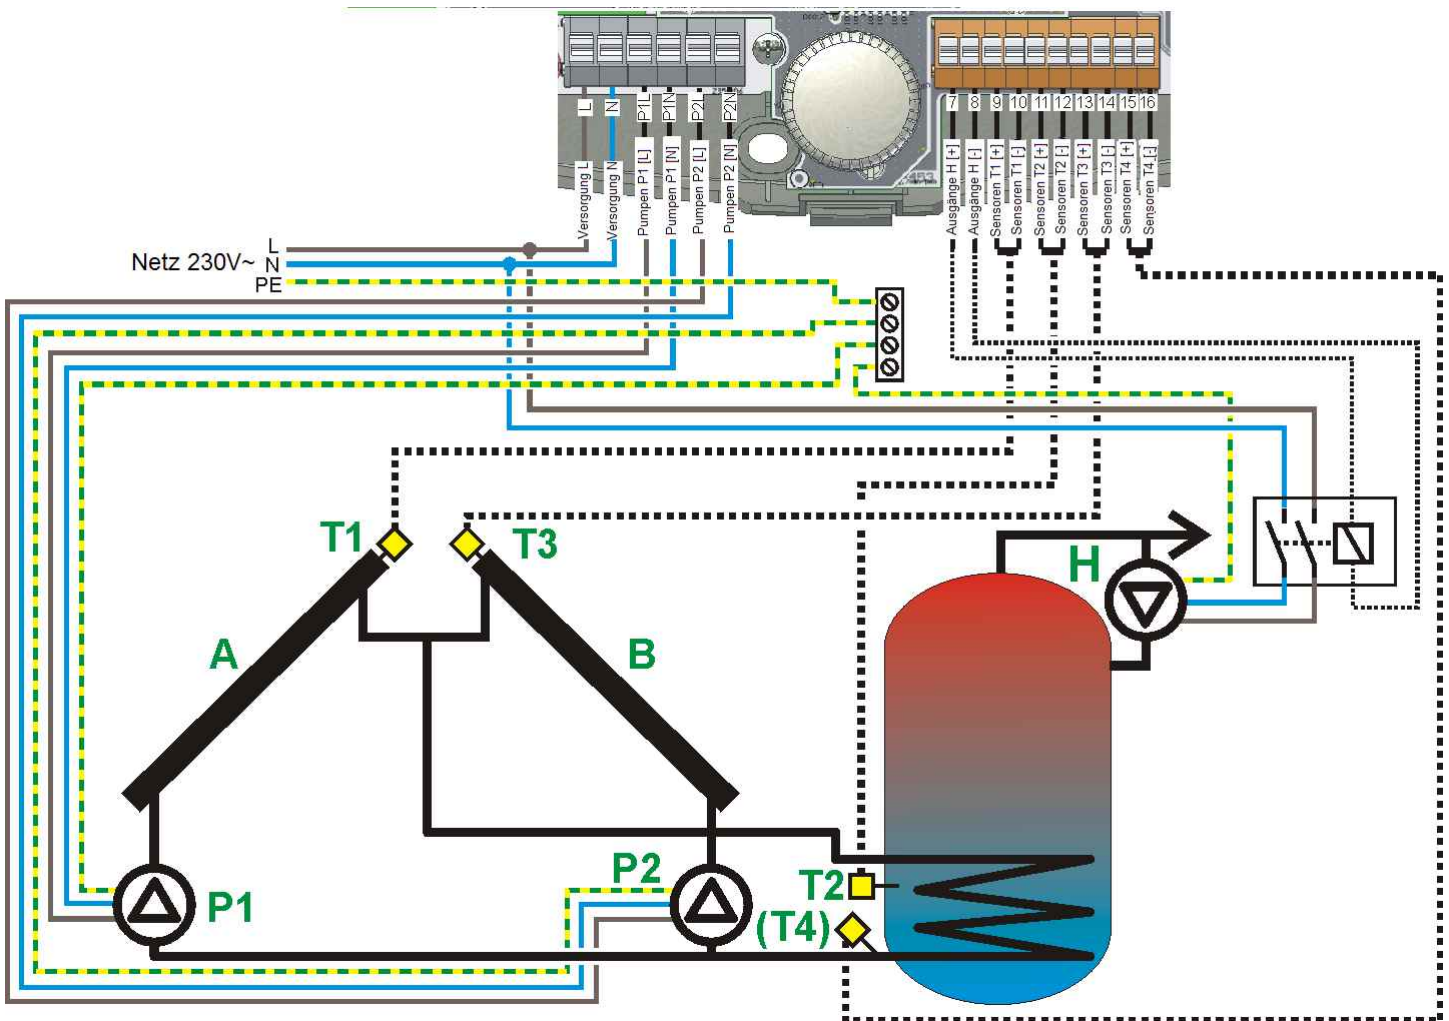 L
N
P1L
P1N
P2L
P2N
7
8
9
10
11
12
13
14
15
16
Versorgung L
Versorgung N
Pumpen P1 [L]
Pumpen P1 [N]
Pumpen P2 [L]
Pumpen P2 [N]
Ausgänge H [+]
Ausgänge H [-]
Sensoren T1 [+]
Sensoren T1 [-]
Sensoren T2 [+]
Sensoren T2 [-]
Sensoren T3 [+]
Sensoren T3 [-]
Sensoren T4 [+]
Sensoren T4 [-]
L
Netz 230V~ N
PE
T1
T3
H
A
B
P2
T2
P1
(T4)